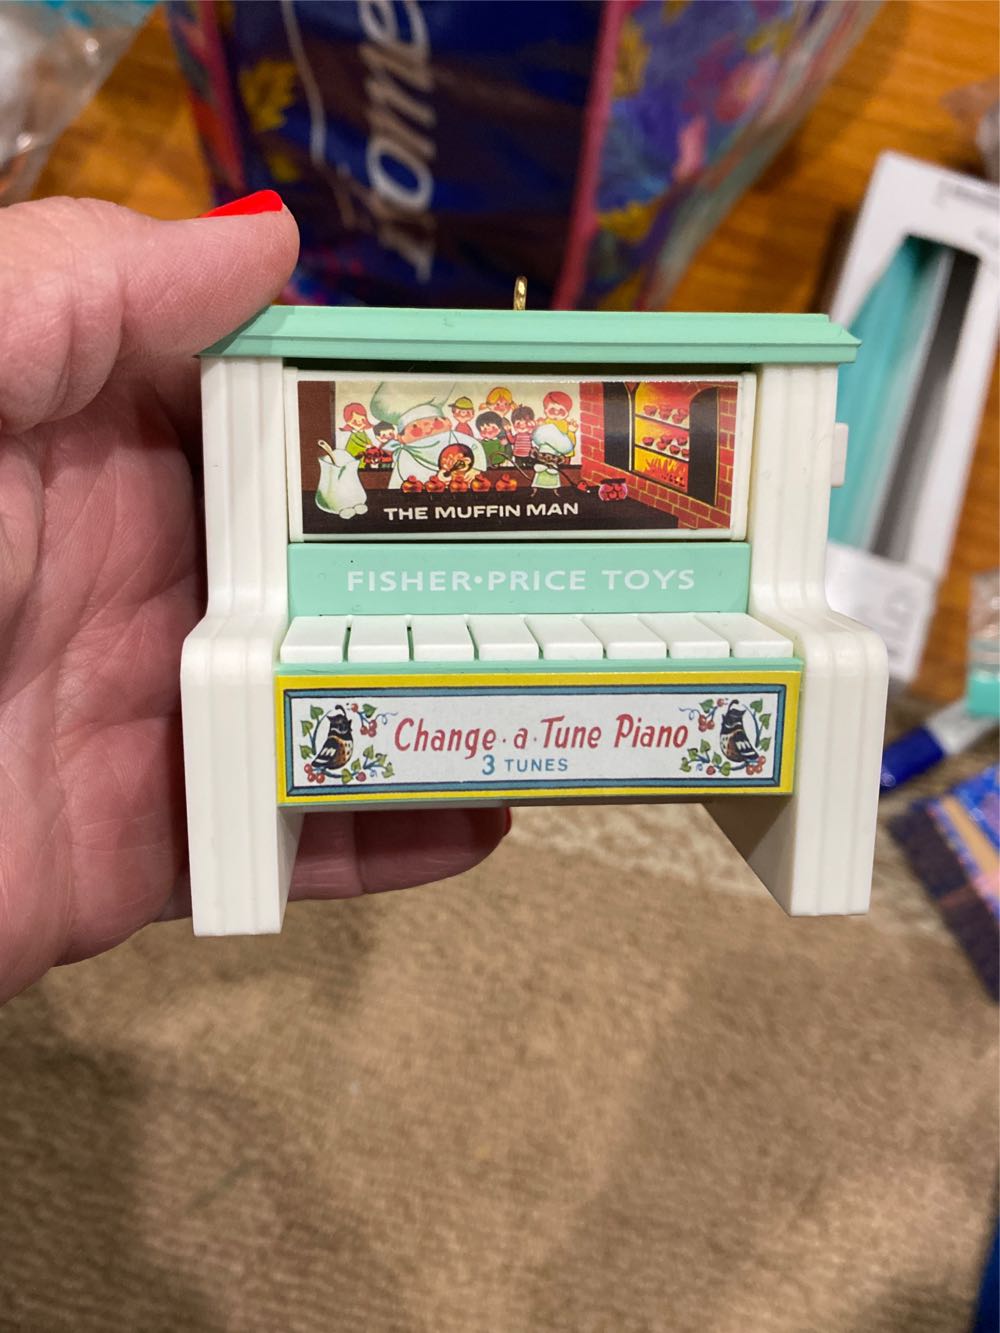 THE MUFFIN MAN
FISHER·PRICE TOYS
Change·a·Tune Piano
3 TUNES